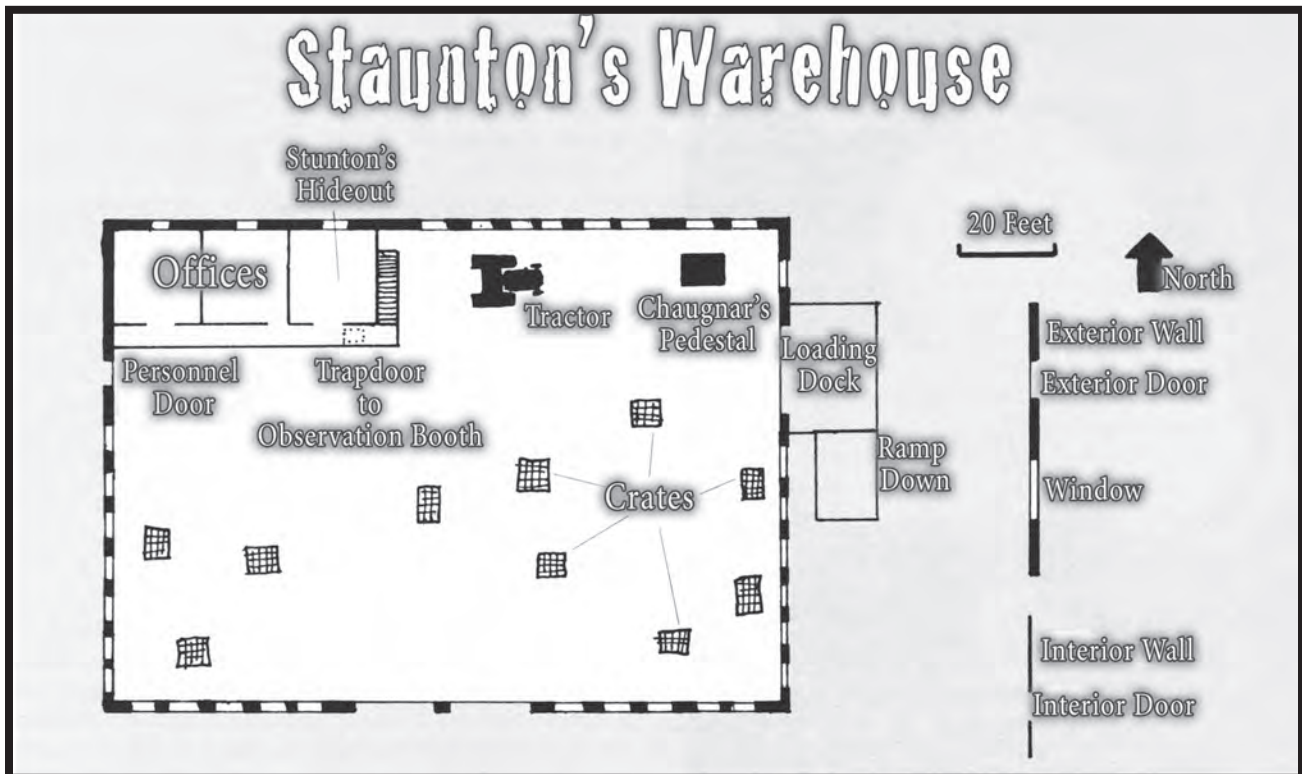 Staunton's Warehouse
Stunton's
Hideout
20 Feet
North
Offices
Tractor
Chaugnar's
Pedestal
Loading
Dock
Exterior Wall
Exterior Door
Personnel
Door
Trapdoor
to
Observation Booth
Ramp
Down
Crates
Window
Interior Wall
Interior Door